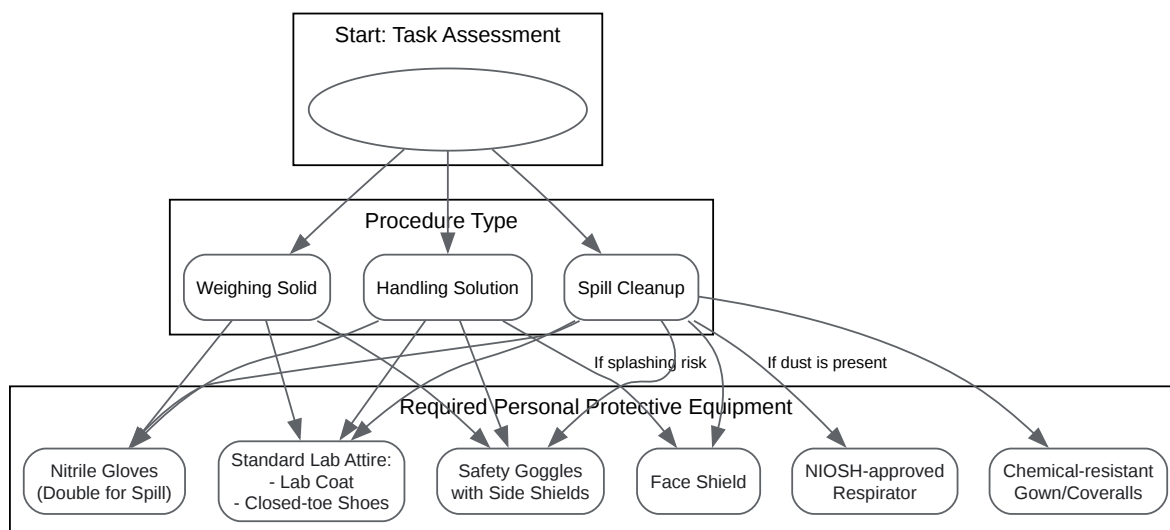 Start: Task Assessment
Procedure Type
Weighing Solid
Handling Solution
Spill Cleanup
If splashing risk
If dust is present
Required Personal Protective Equipment
Nitrile Gloves
(Double for Spill)
Standard Lab Attire:
- Lab Coat
- Closed-toe Shoes
Safety Goggles
with Side Shields
Face Shield
NIOSH-approved
Respirator
Chemical-resistant
Gown/Coveralls